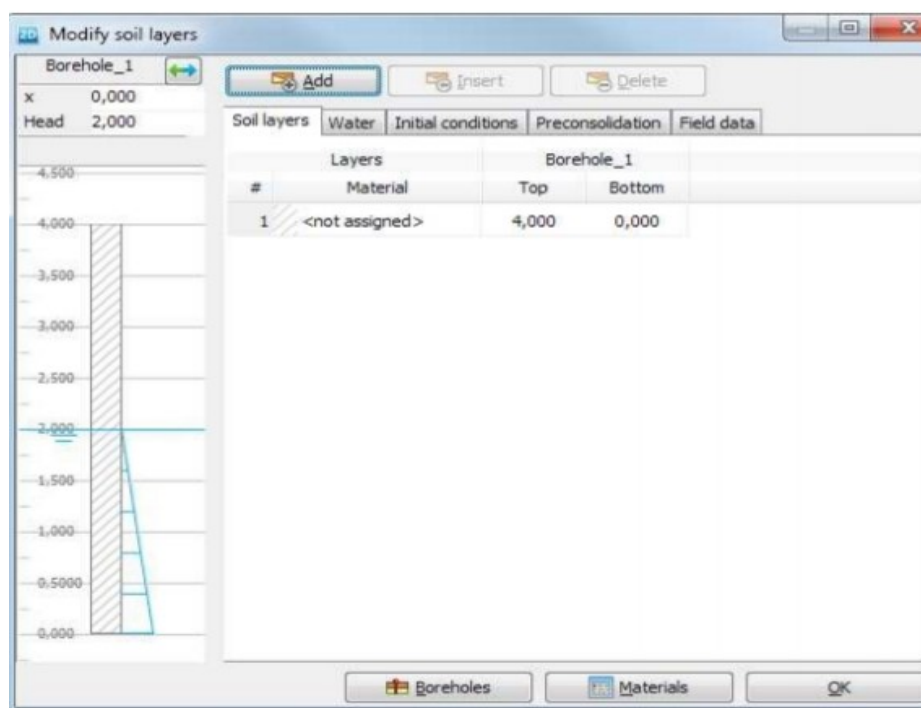 2D Modify soil layers
Borehole_1
x 0,000
Head 2,000
Add Insert Delete
Soil layers Water Initial conditions Preconsolidation Field data
Layers Borehole_1
# Material Top Bottom
1 <not assigned> 4,000 0,000
4,500
4,000
3,500
3,000
2,500
2,000
1,500
1,000
0,5000
0,000
Boreholes Materials OK